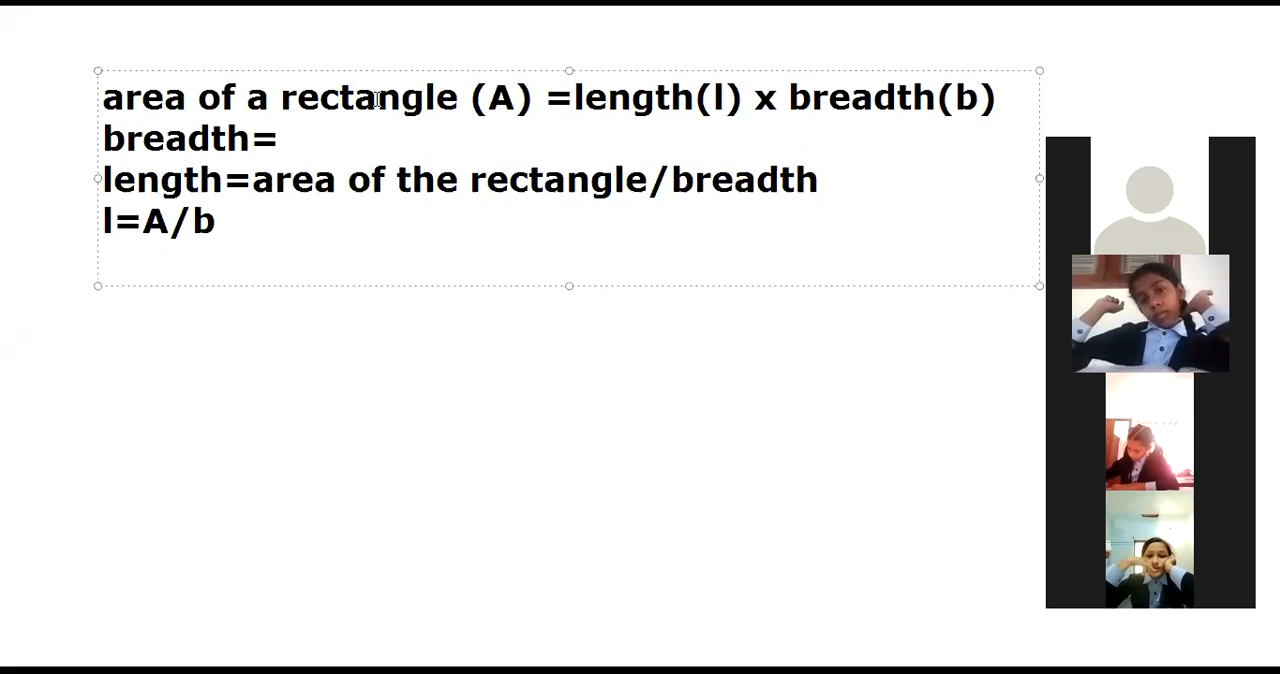 area of a rectangle (A) =length(l) x breadth(b)
breadth=
length=area of the rectangle/breadth
l=A/b